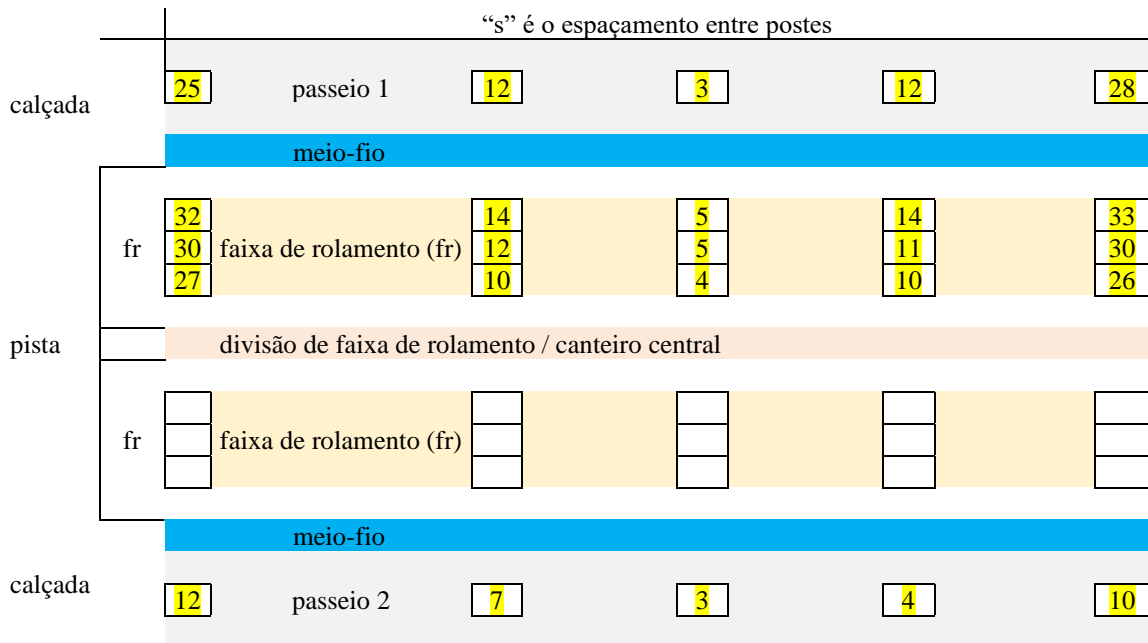 “s” é o espaçamento entre postes
calçada
25 passeio 1 12 3 12 28
meio-fio
32 14 5 14 33
fr 30 faixa de rolamento (fr) 12 5 11 30
27 10 4 10 26
pista divisão de faixa de rolamento / canteiro central
fr faixa de rolamento (fr)
meio-fio
calçada
12 passeio 2 7 3 4 10